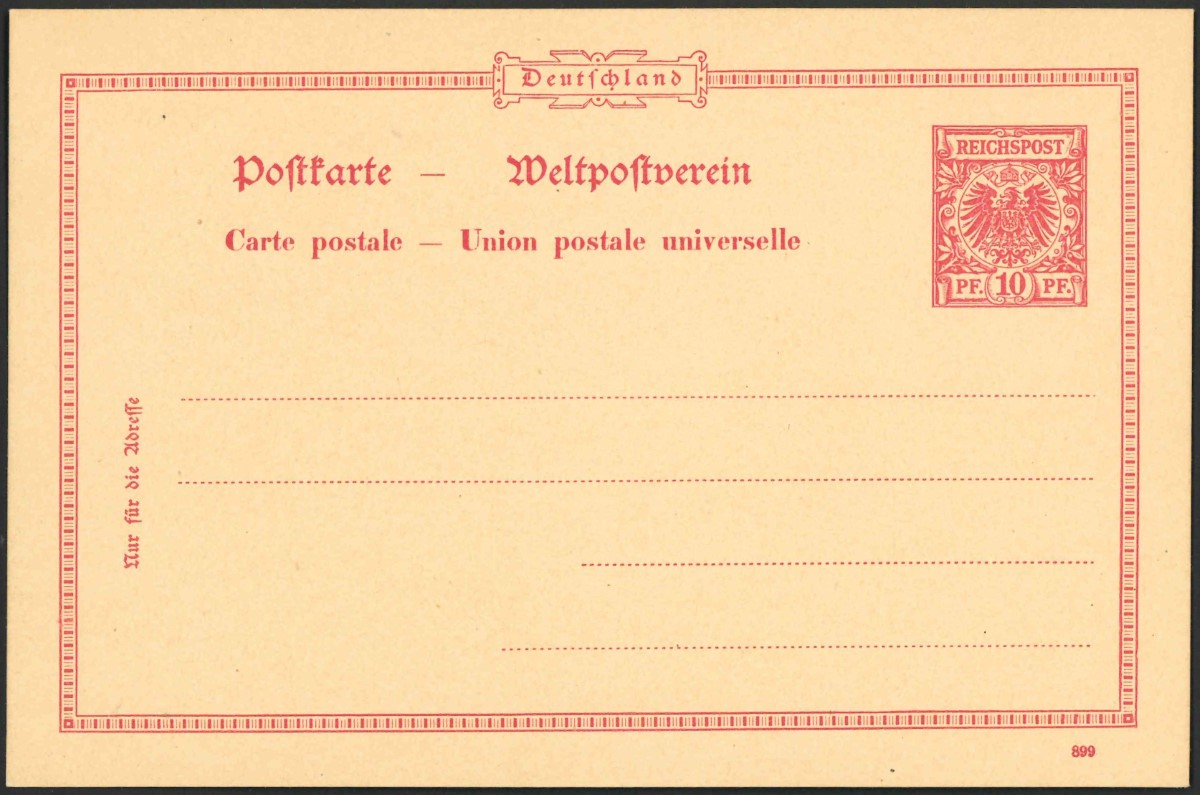 Deutſchland
Poſtkarte — Weltpoſtverein
Carte postale — Union postale universelle
REICHSPOST
PF. 10 PF.
Nur für die Adreſſe
899